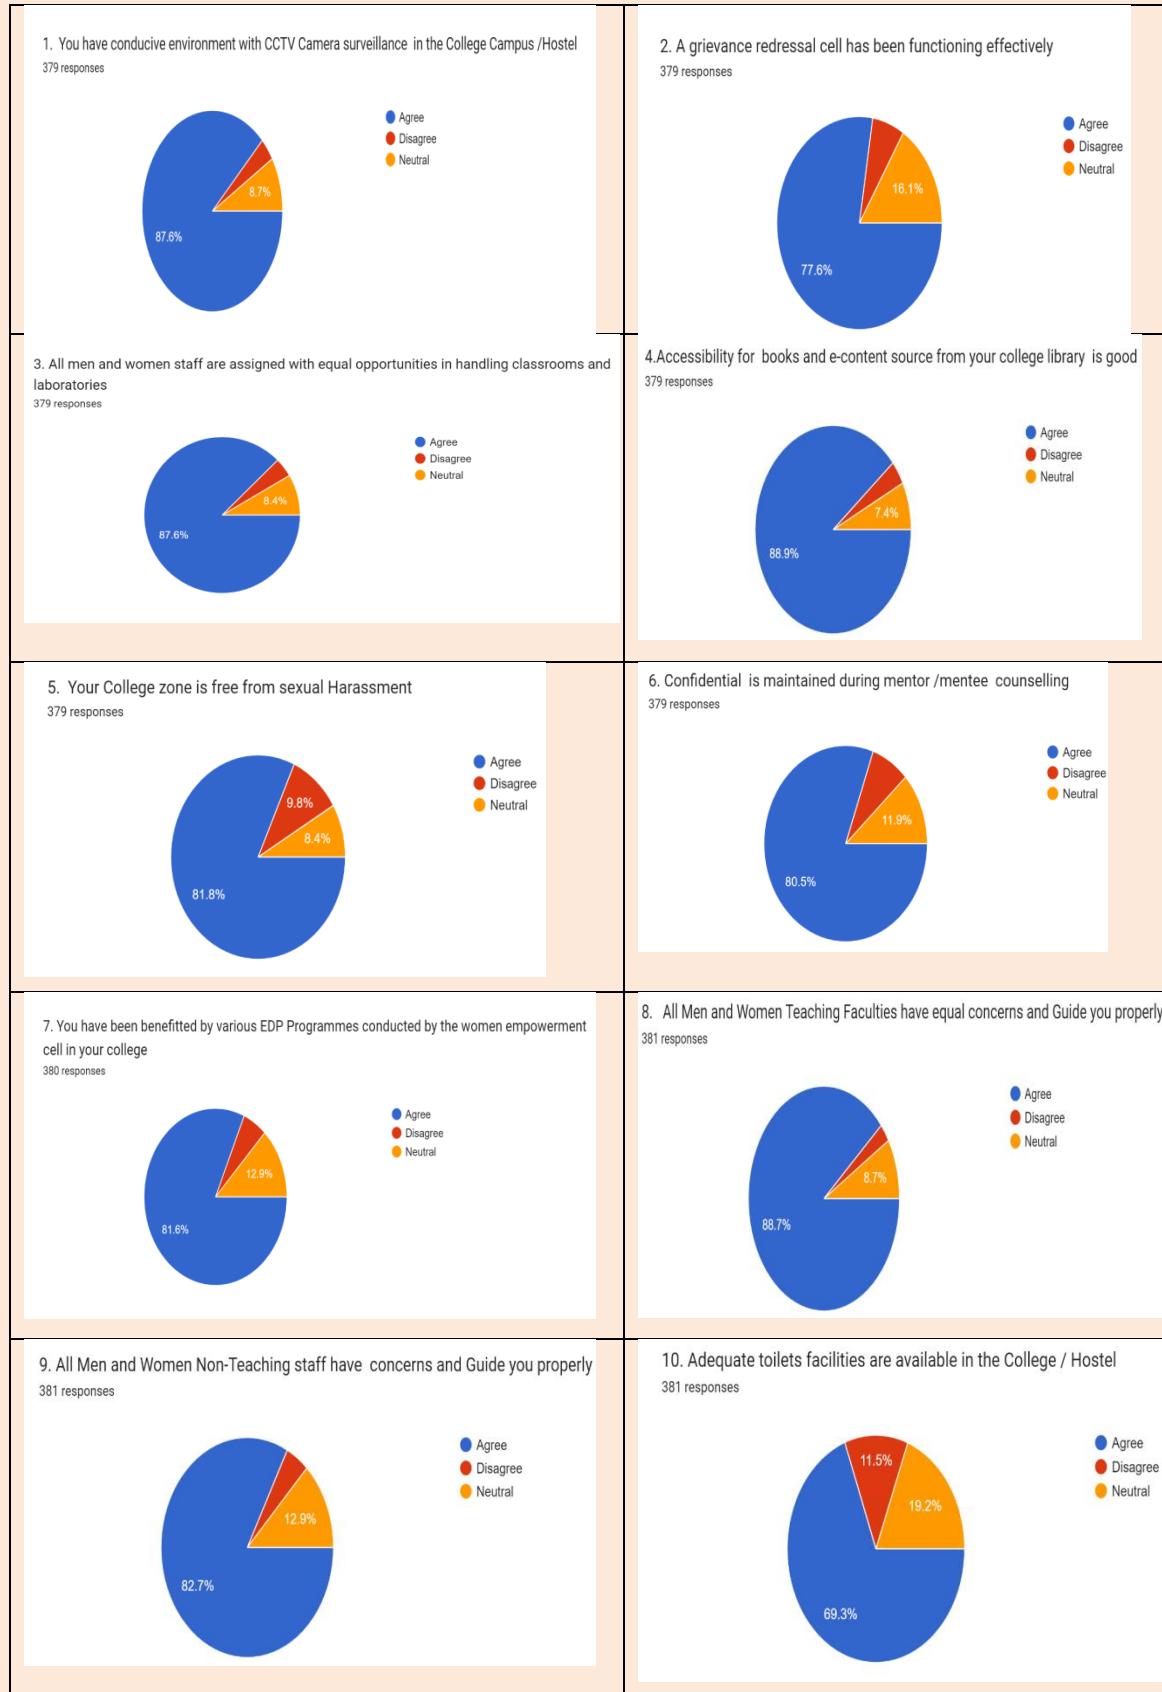 1. You have conducive environment with CCTV Camera surveillance in the College Campus /Hostel
379 responses
Agree
Disagree
Neutral
8.7%
87.6%
2. A grievance redressal cell has been functioning effectively
379 responses
Agree
Disagree
Neutral
16.1%
77.6%
3. All men and women staff are assigned with equal opportunities in handling classrooms and
laboratories
379 responses
Agree
Disagree
Neutral
8.4%
87.6%
4.Accessibility for books and e-content source from your college library is good
379 responses
Agree
Disagree
Neutral
7.4%
88.9%
5. Your College zone is free from sexual Harassment
379 responses
Agree
Disagree
Neutral
9.8%
8.4%
81.8%
6. Confidential is maintained during mentor /mentee counselling
379 responses
Agree
Disagree
Neutral
11.9%
80.5%
7. You have been benefitted by various EDP Programmes conducted by the women empowerment
cell in your college
380 responses
Agree
Disagree
Neutral
12.9%
81.6%
8. All Men and Women Teaching Faculties have equal concerns and Guide you properly
381 responses
Agree
Disagree
Neutral
8.7%
88.7%
9. All Men and Women Non-Teaching staff have concerns and Guide you properly
381 responses
Agree
Disagree
Neutral
12.9%
82.7%
10. Adequate toilets facilities are available in the College / Hostel
381 responses
Agree
Disagree
Neutral
11.5%
19.2%
69.3%